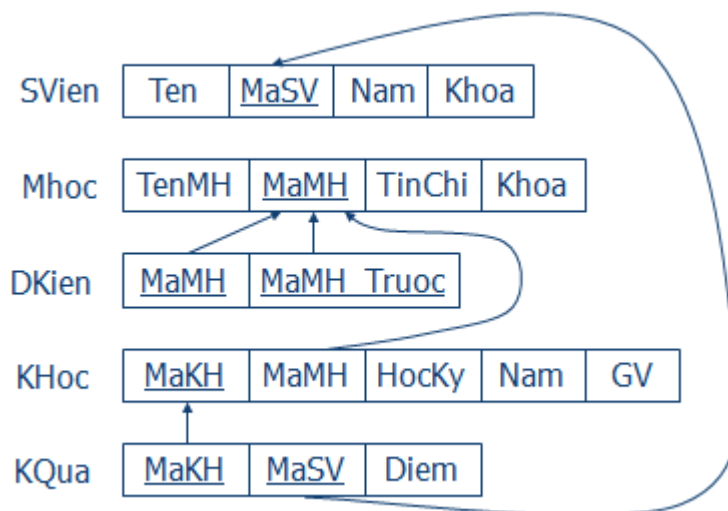 SVien Ten MaSV Nam Khoa
Mhoc TenMH MaMH TinChi Khoa
DKien MaMH MaMH_Truoc
KHoc MaKH MaMH HocKy Nam GV
KQua MaKH MaSV Diem